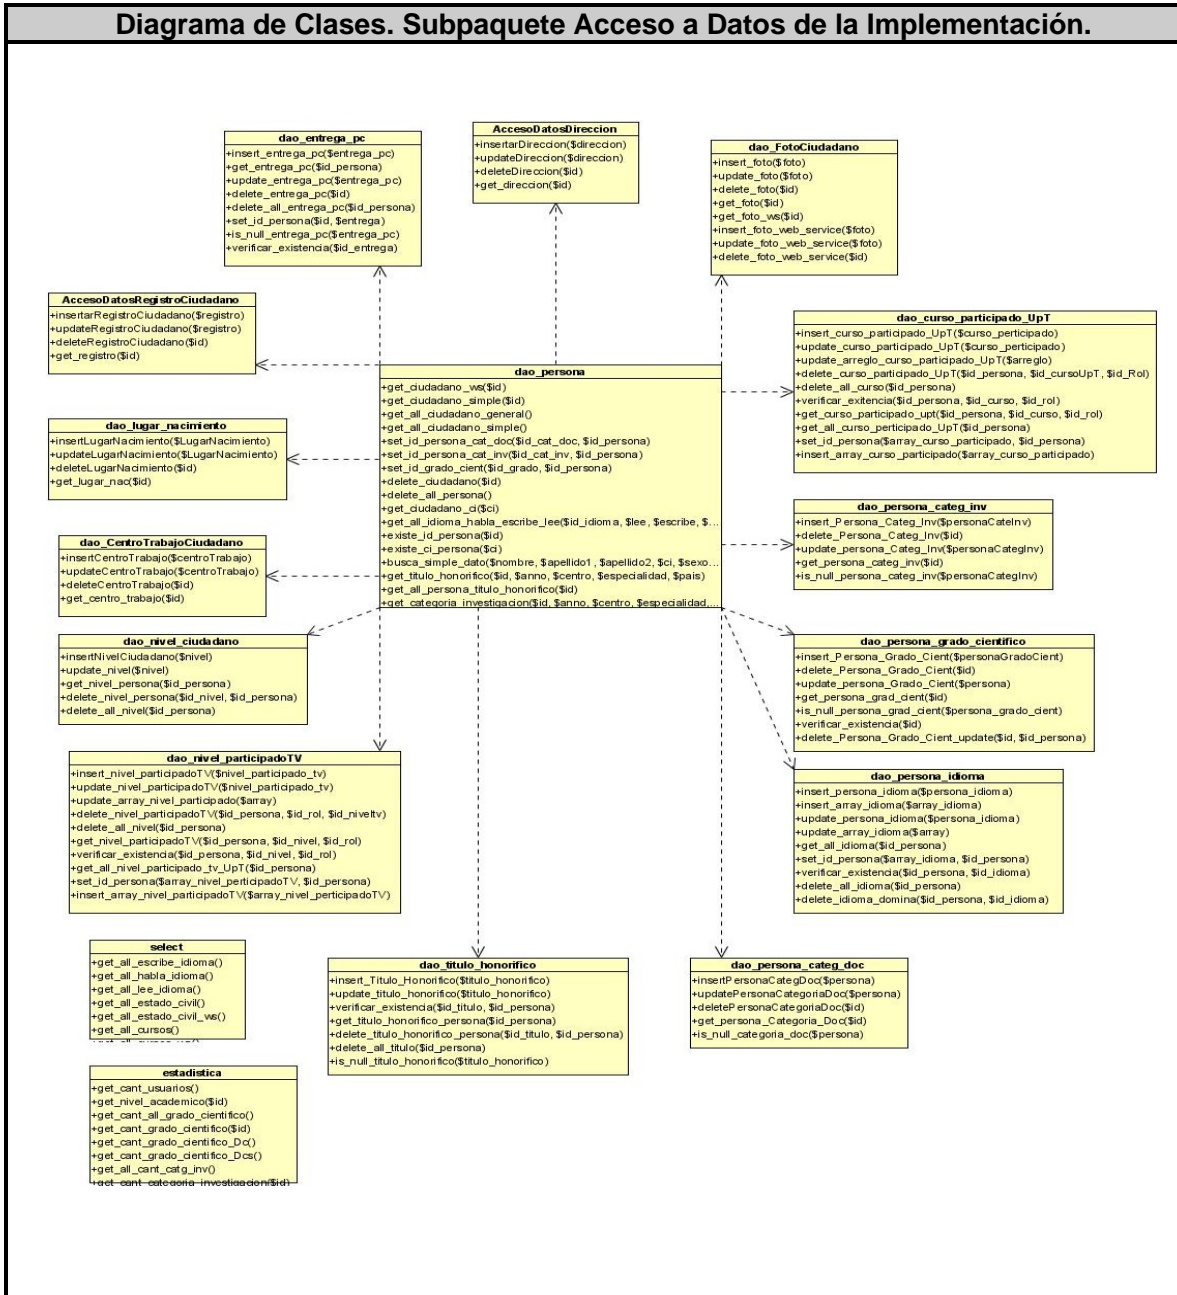 Diagrama de Clases. Subpaquete Acceso a Datos de la Implementación.
dao_entrega_pc
+insert_entrega_pc($entrega_pc)
+get_entrega_pc($id_persona)
+update_entrega_pc($entrega_pc)
+delete_entrega_pc($id)
+delete_all_entrega_pc($id_persona)
+set_id_persona($id, $entrega)
+is_null_entrega_pc($entrega_pc)
+verificar_existencia($id_entrega)
AccesoDatosDireccion
+insertarDireccion($direccion)
+updateDireccion($direccion)
+deleteDireccion($id)
+get_direccion($id)
dao_FotoCiudadano
+insert_foto($foto)
+update_foto($foto)
+delete_foto($id)
+get_foto($id)
+get_foto_ws($id)
+insert_foto_web_service($foto)
+update_foto_web_service($foto)
+delete_foto_web_service($id)
AccesoDatosRegistroCiudadano
+insertarRegistroCiudadano($registro)
+updateRegistroCiudadano($registro)
+deleteRegistroCiudadano($id)
+get_registro($id)
dao_curso_participado_UpT
+insert_curso_participado_UpT($curso_perticipado)
+update_curso_participado_UpT($curso_perticipado)
+update_arreglo_curso_participado_UpT($arreglo)
+delete_curso_participado_UpT($id_persona, $id_cursoUpT, $id_Rol)
+delete_all_curso($id_persona)
+verificar_exitencia($id_persona, $id_curso, $id_rol)
+get_curso_participado_upt($id_persona, $id_curso, $id_rol)
+get_all_curso_perticipado_UpT($id_persona)
+set_id_persona($array_curso_participado, $id_persona)
+insert_array_curso_participado($array_curso_participado)
dao_persona
+get_ciudadano_ws($id)
+get_ciudadano_simple($id)
+get_all_ciudadano_general()
+get_all_ciudadano_simple()
+set_id_persona_cat_doc($id_cat_doc, $id_persona)
+set_id_persona_cat_inv($id_cat_inv, $id_persona)
+set_id_grado_cient($id_grado, $id_persona)
+delete_ciudadano($id)
+delete_all_persona()
+get_ciudadano_ci($ci)
+get_all_idioma_habla_escribe_lee($id_idioma, $lee, $escribe, $...
+existe_id_persona($id)
+existe_ci_persona($ci)
+busca_simple_dato($nombre, $apellido1, $apellido2, $ci, $sexo...
+get_titulo_honorifico($id, $anno, $centro, $especialidad, $pais)
+get_all_persona_titulo_honorifico($id)
+get_categoria_investigacion($id, $anno, $centro, $especialidad,...
dao_lugar_nacimiento
+insertLugarNacimiento($LugarNacimiento)
+updateLugarNacimiento($LugarNacimiento)
+deleteLugarNacimiento($id)
+get_lugar_nac($id)
dao_persona_categ_inv
+insert_Persona_Categ_Inv($personaCateInv)
+delete_Persona_Categ_Inv($id)
+update_persona_Categ_Inv($personaCategInv)
+get_persona_categ_inv($id)
+is_null_persona_categ_inv($personaCategInv)
dao_CentroTrabajoCiudadano
+insertCentroTrabajo($centroTrabajo)
+updateCentroTrabajo($centroTrabajo)
+deleteCentroTrabajo($id)
+get_centro_trabajo($id)
dao_nivel_ciudadano
+insertNivelCiudadano($nivel)
+update_nivel($nivel)
+get_nivel_persona($id_persona)
+delete_nivel_persona($id_nivel, $id_persona)
+delete_all_nivel($id_persona)
dao_persona_grado_cientifico
+insert_Persona_Grado_Cient($personaGradoCient)
+delete_Persona_Grado_Cient($id)
+update_persona_Grado_Cient($persona)
+get_persona_grad_cient($id)
+is_null_persona_grad_cient($persona_grado_cient)
+verificar_existencia($id)
+delete_Persona_Grado_Cient_update($id, $id_persona)
dao_nivel_participadoTV
+insert_nivel_participadoTV($nivel_participado_tv)
+update_nivel_participadoTV($nivel_participado_tv)
+update_array_nivel_participado($array)
+delete_nivel_participadoTV($id_persona, $id_rol, $id_niveltv)
+delete_all_nivel($id_persona)
+get_nivel_participadoTV($id_persona, $id_nivel, $id_rol)
+verificar_existencia($id_persona, $id_nivel, $id_rol)
+get_all_nivel_participado_tv_UpT($id_persona)
+set_id_persona($array_nivel_perticipadoTV, $id_persona)
+insert_array_nivel_participadoTV($array_nivel_perticipadoTV)
dao_persona_idioma
+insert_persona_idioma($persona_idioma)
+insert_array_idioma($array_idioma)
+update_persona_idioma($persona_idioma)
+update_array_idioma($array)
+get_all_idioma($id_persona)
+set_id_persona($array_idioma, $id_persona)
+verificar_existencia($id_persona, $id_idioma)
+delete_all_idioma($id_persona)
+delete_idioma_domina($id_persona, $id_idioma)
select
+get_all_escribe_idioma()
+get_all_habla_idioma()
+get_all_lee_idioma()
+get_all_estado_civil()
+get_all_estado_civil_ws()
+get_all_cursos()
+get_all_cursos_ws()
dao_titulo_honorifico
+insert_Titulo_Honorifico($titulo_honorifico)
+update_titulo_honorifico($titulo_honorifico)
+verificar_existencia($id_titulo, $id_persona)
+get_titulo_honorifico_persona($id_persona)
+delete_titulo_honorifico_persona($id_titulo, $id_persona)
+delete_all_titulo($id_persona)
+is_null_titulo_honorifico($titulo_honorifico)
dao_persona_categ_doc
+insertPersonaCategDoc($persona)
+updatePersonaCategoriaDoc($persona)
+deletePersonaCategoriaDoc($id)
+get_persona_Categoria_Doc($id)
+is_null_categoria_doc($persona)
estadistica
+get_cant_usuarios()
+get_nivel_academico($id)
+get_cant_all_grado_cientifico()
+get_cant_grado_cientifico($id)
+get_cant_grado_cientifico_Dc()
+get_cant_grado_cientifico_Dcs()
+get_all_cant_catg_inv()
+get_cant_categoria_investigacion($id)